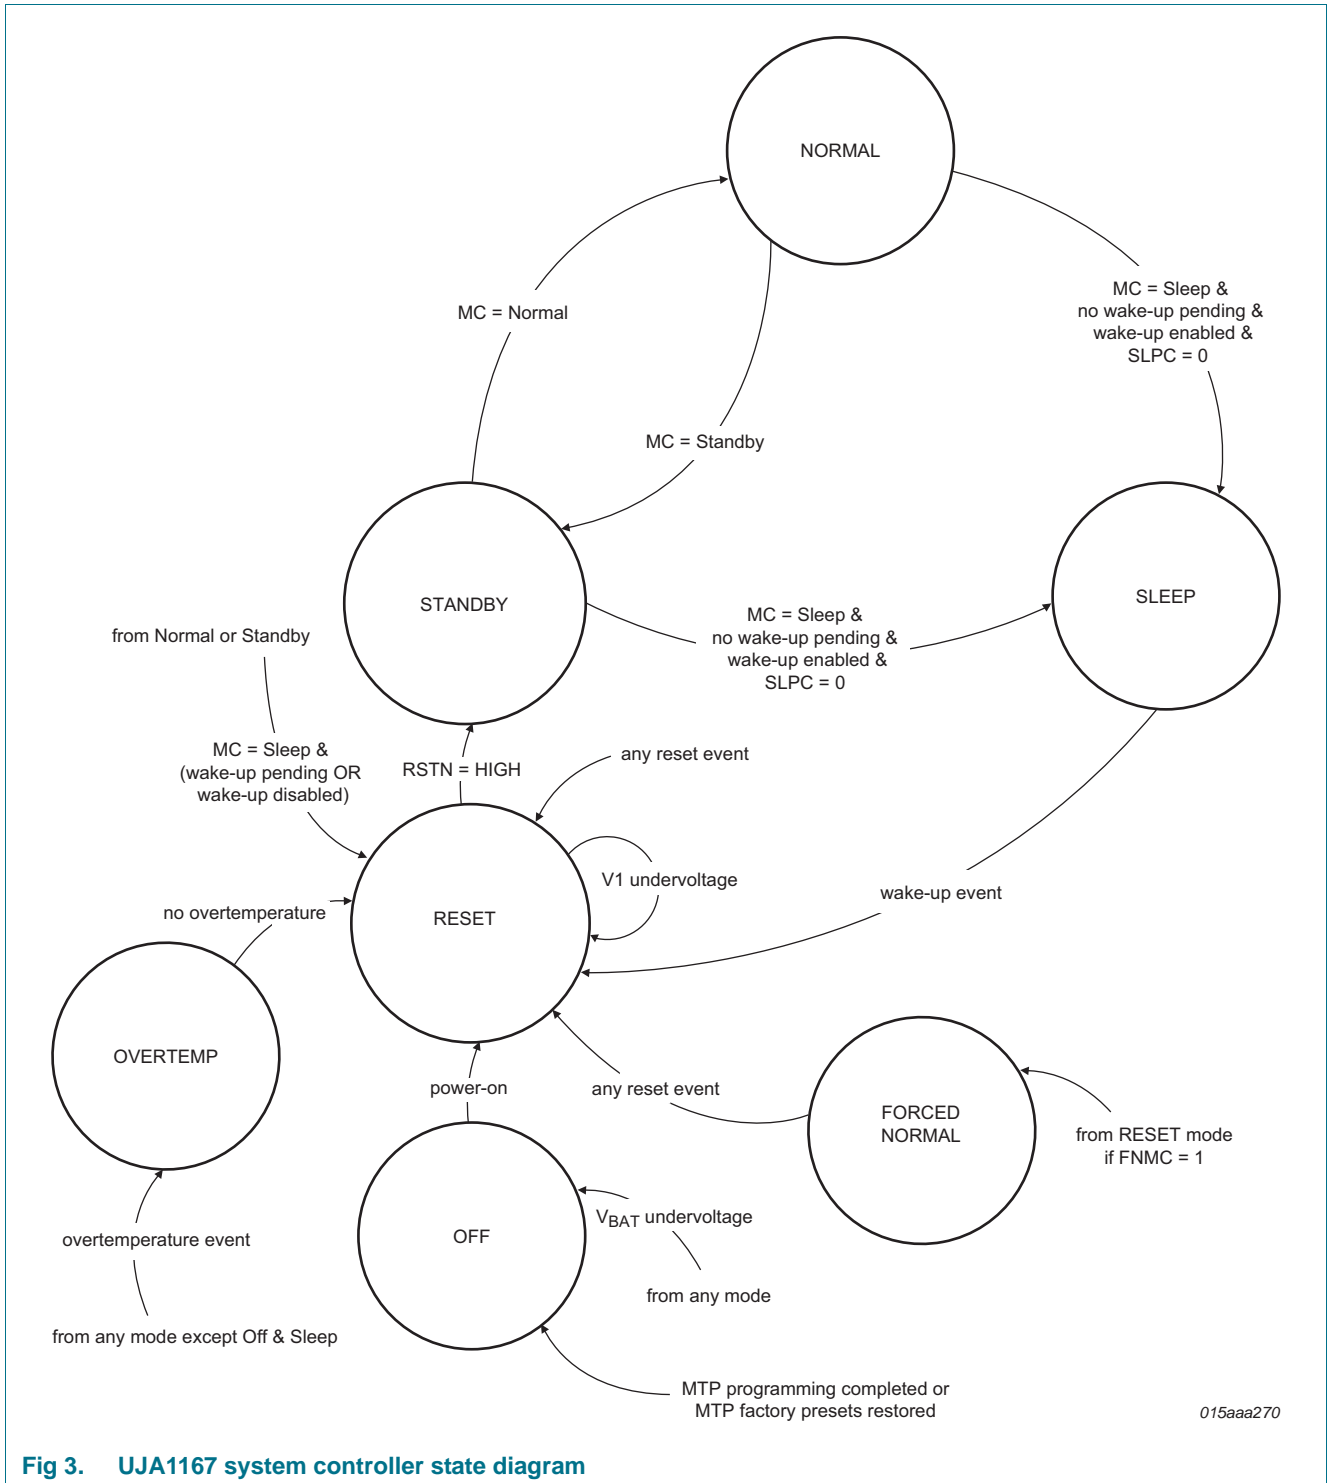 NORMAL
MC = Sleep &
no wake-up pending &
wake-up enabled &
SLPC = 0
MC = Normal
MC = Standby
STANDBY
SLEEP
MC = Sleep &
no wake-up pending &
wake-up enabled &
SLPC = 0
from Normal or Standby
MC = Sleep &
(wake-up pending OR
wake-up disabled)
RSTN = HIGH
any reset event
V1 undervoltage
wake-up event
no overtemperature
RESET
OVERTEMP
power-on
any reset event
FORCED
NORMAL
from RESET mode
if FNMC = 1
OFF
VBAT undervoltage
from any mode
overtemperature event
from any mode except Off & Sleep
MTP programming completed or
MTP factory presets restored
015aaa270
Fig 3. UJA1167 system controller state diagram